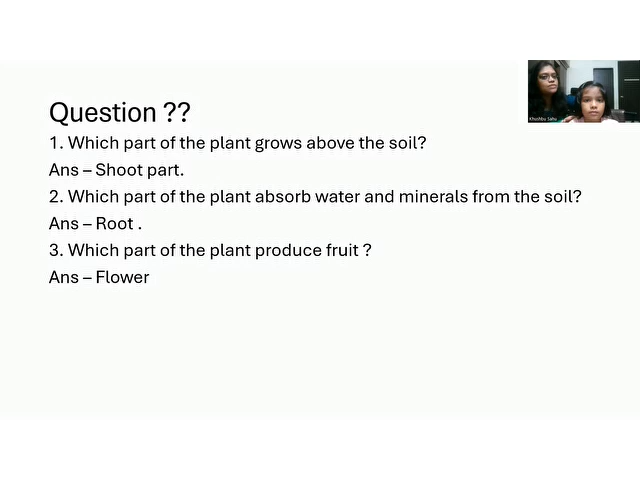 Question ??
1. Which part of the plant grows above the soil?
Ans – Shoot part.
2. Which part of the plant absorb water and minerals from the soil?
Ans – Root .
3. Which part of the plant produce fruit ?
Ans – Flower
Khushbu Sahu